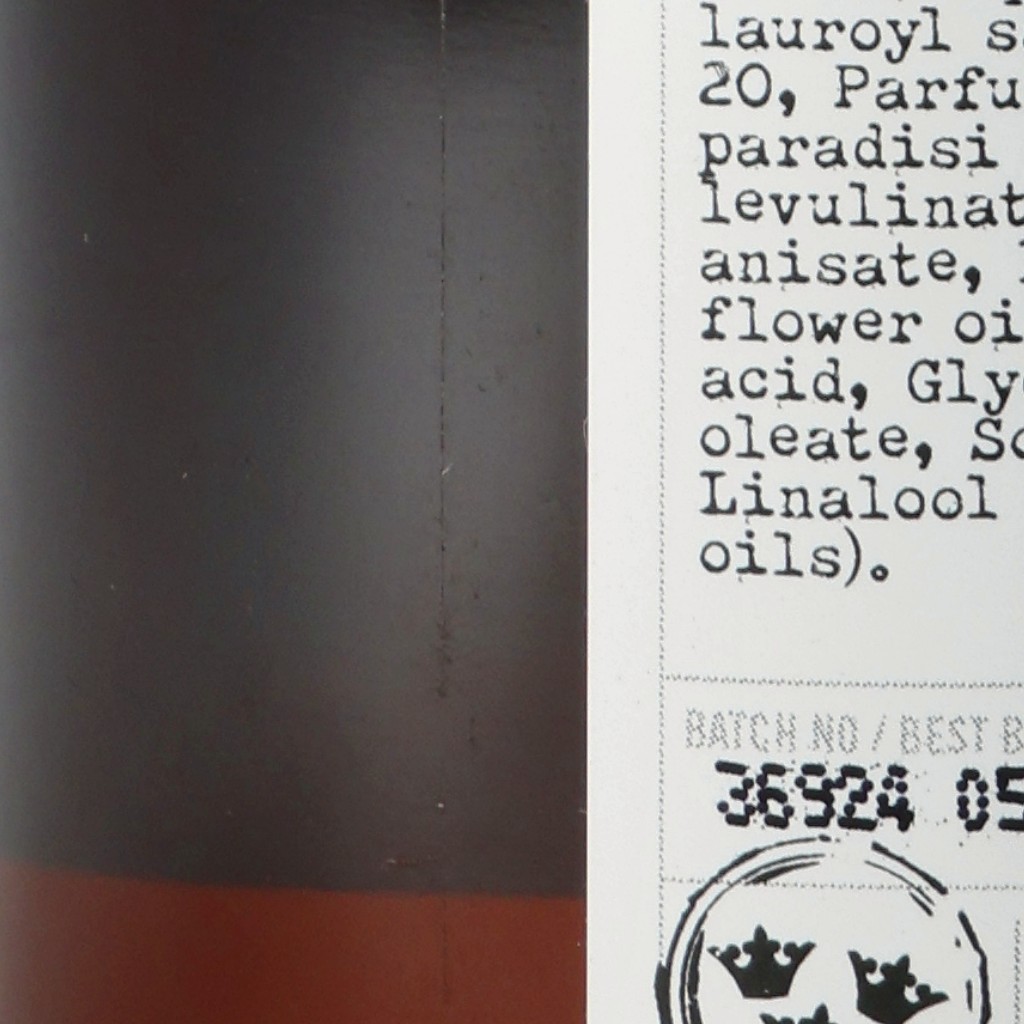 lauroyl s
20, Parfu
paradisi
levulinat
anisate,
flower oi
acid, Gly
oleate, So
Linalool
oils).
BATCH NO / BEST B
36924 05